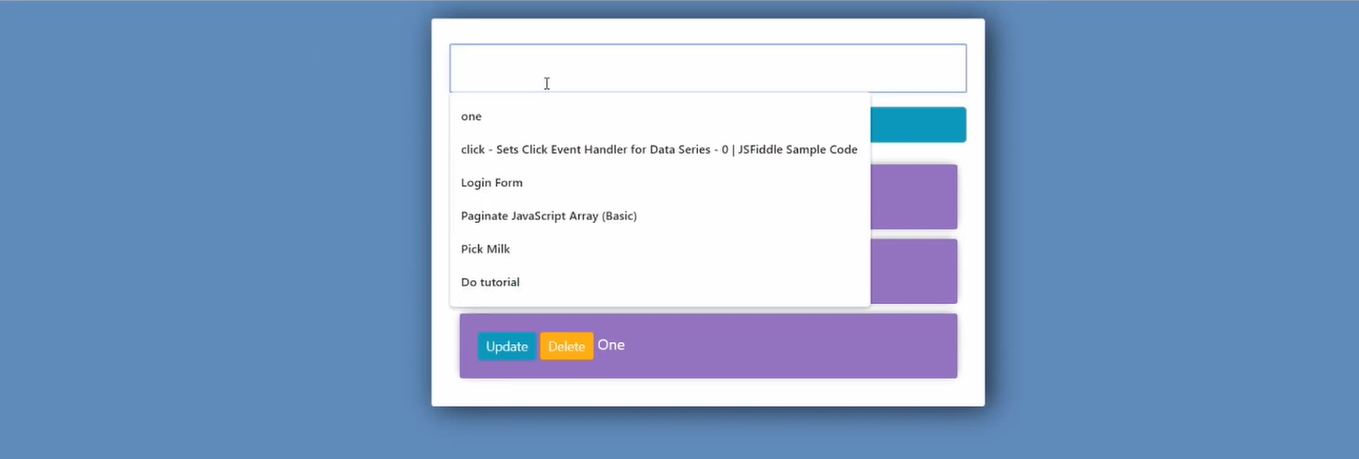 one
click - Sets Click Event Handler for Data Series - 0 | JSFiddle Sample Code
Login Form
Paginate JavaScript Array (Basic)
Pick Milk
Do tutorial
Update Delete One